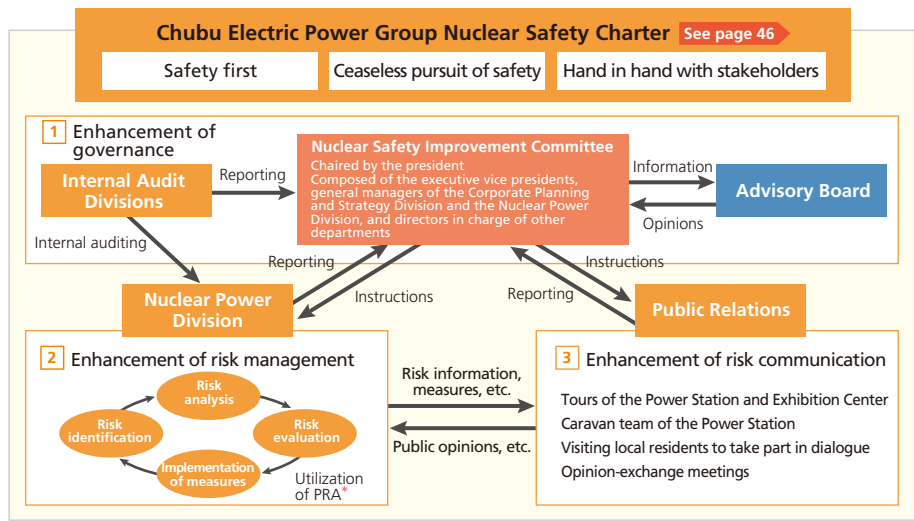 Chubu Electric Power Group Nuclear Safety Charter See page 46
Safety first
Ceaseless pursuit of safety
Hand in hand with stakeholders
1 Enhancement of
governance
Internal Audit
Divisions
Reporting
Nuclear Safety Improvement Committee
Chaired by the president
Composed of the executive vice presidents,
general managers of the Corporate Planning
and Strategy Division and the Nuclear Power
Division, and directors in charge of other
departments
Information
Opinions
Advisory Board
Internal auditing
Reporting
Instructions
Instructions
Reporting
Nuclear Power
Division
Public Relations
2 Enhancement of risk management
Risk
analysis
Risk
identification
Risk
evaluation
Implementation
of measures
Utilization
of PRA*
Risk information,
measures, etc.
Public opinions, etc.
3 Enhancement of risk communication
Tours of the Power Station and Exhibition Center
Caravan team of the Power Station
Visiting local residents to take part in dialogue
Opinion-exchange meetings